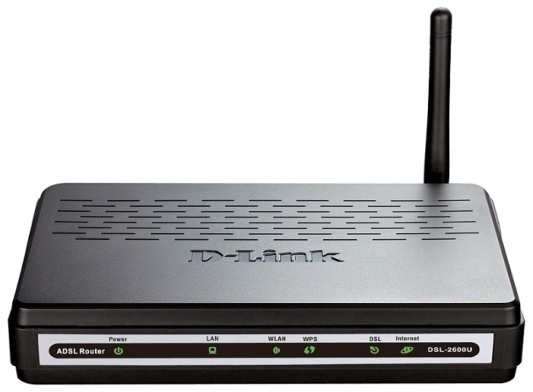 D-Link
Power LAN WLAN WPS DSL Internet
ADSL Router DSL-2600U